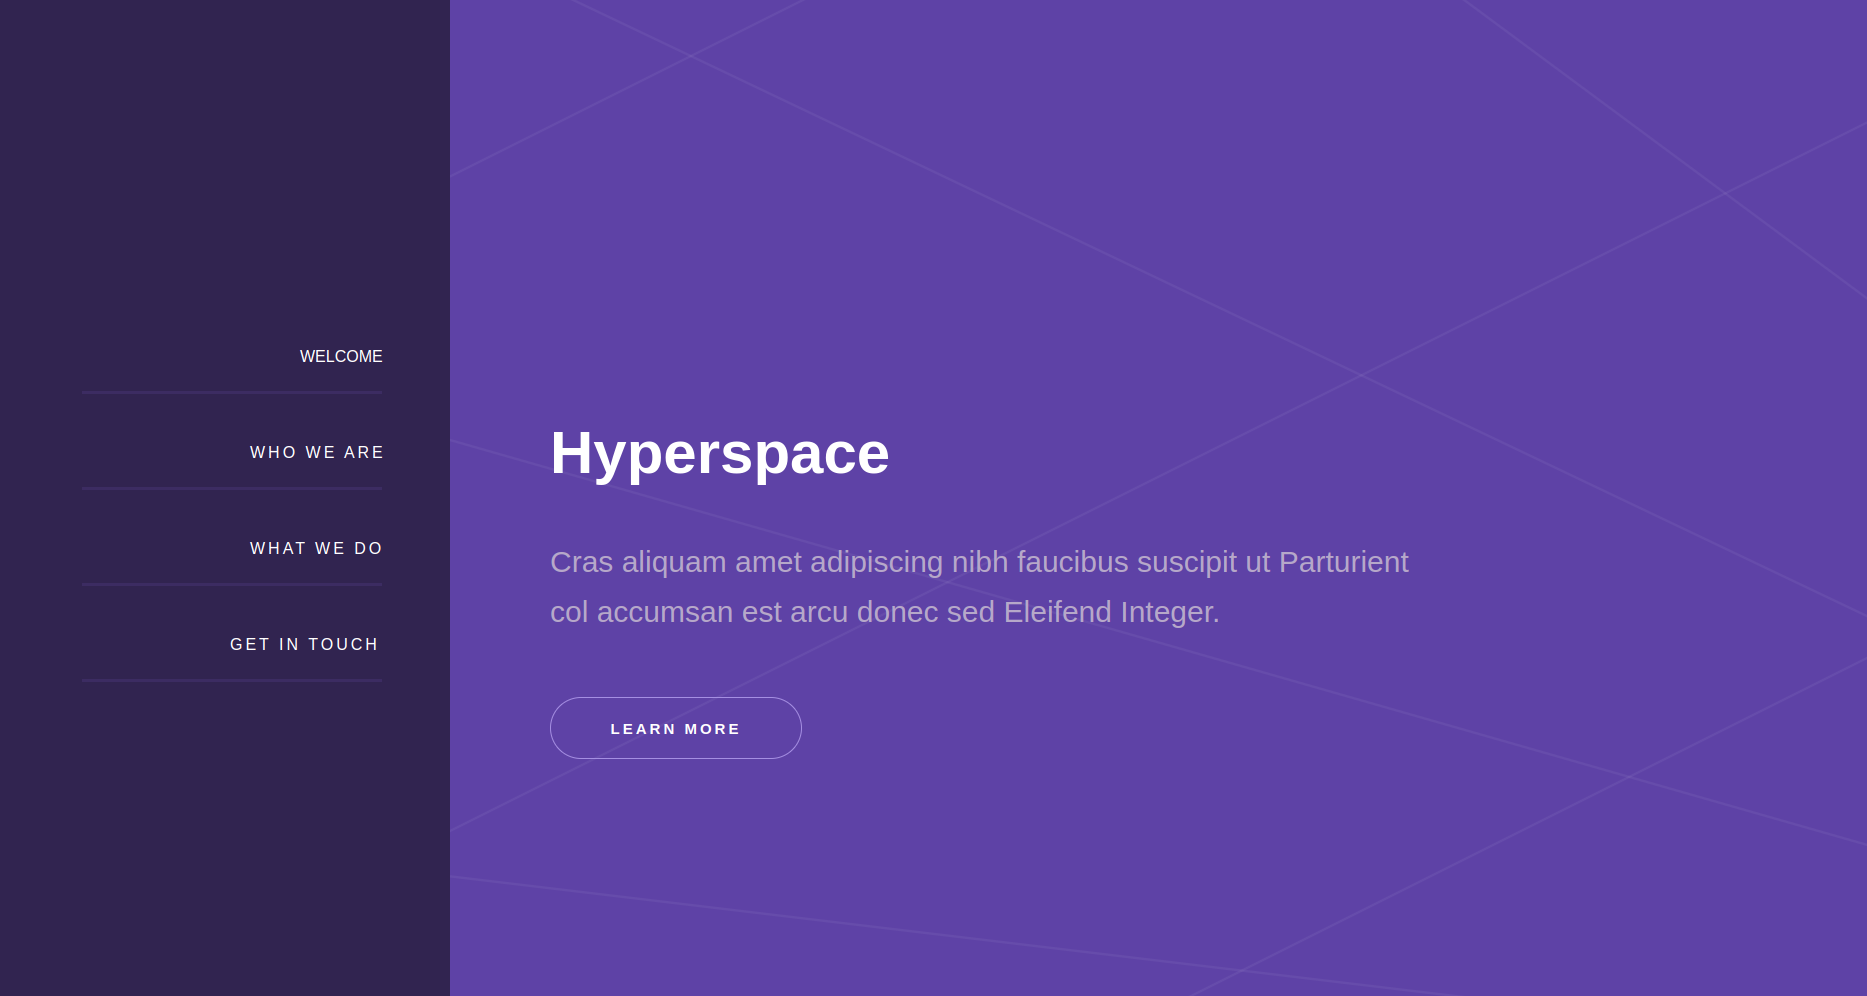 WELCOME
WHO WE ARE
WHAT WE DO
GET IN TOUCH
Hyperspace
Cras aliquam amet adipiscing nibh faucibus suscipit ut Parturient
col accumsan est arcu donec sed Eleifend Integer.
LEARN MORE